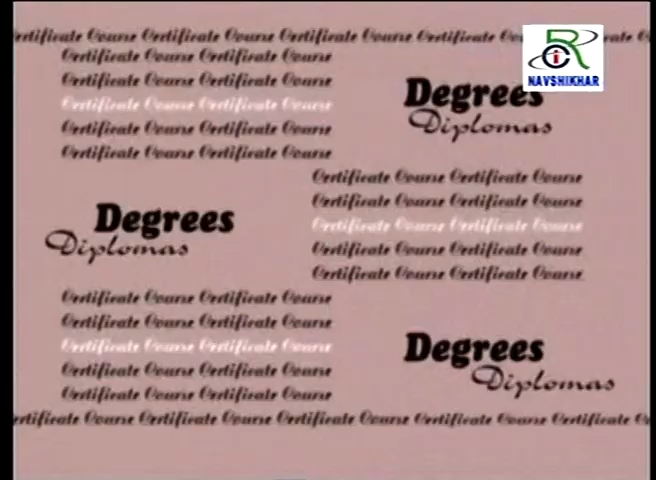 ertificate Course Certificate Course Certificate Course Certificate Cou
Certificate Course Certificate Course
Certificate Course Certificate Course
Certificate Course Certificate Course
Certificate Course Certificate Course
Certificate Course Certificate Course
NAVSHIKHAR
Degrees
Diplomas
Certificate Course Certificate Course
Certificate Course Certificate Course
Certificate Course Certificate Course
Certificate Course Certificate Course
Certificate Course Certificate Course
Degrees
Diplomas
Certificate Course Certificate Course
Certificate Course Certificate Course
Certificate Course Certificate Course
Certificate Course Certificate Course
Certificate Course Certificate Course
Degrees
Diplomas
ertificate Course Certificate Course Certificate Course Certificate Course Certificate